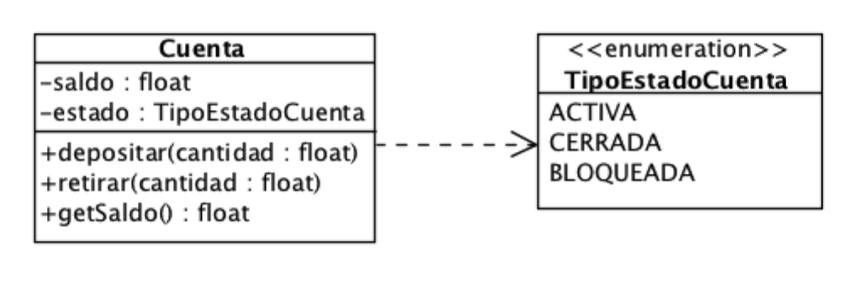 Cuenta
-saldo : float
-estado : TipoEstadoCuenta
+depositar(cantidad : float)
+retirar(cantidad : float)
+getSaldo() : float
<<enumeration>>
TipoEstadoCuenta
ACTIVA
CERRADA
BLOQUEADA